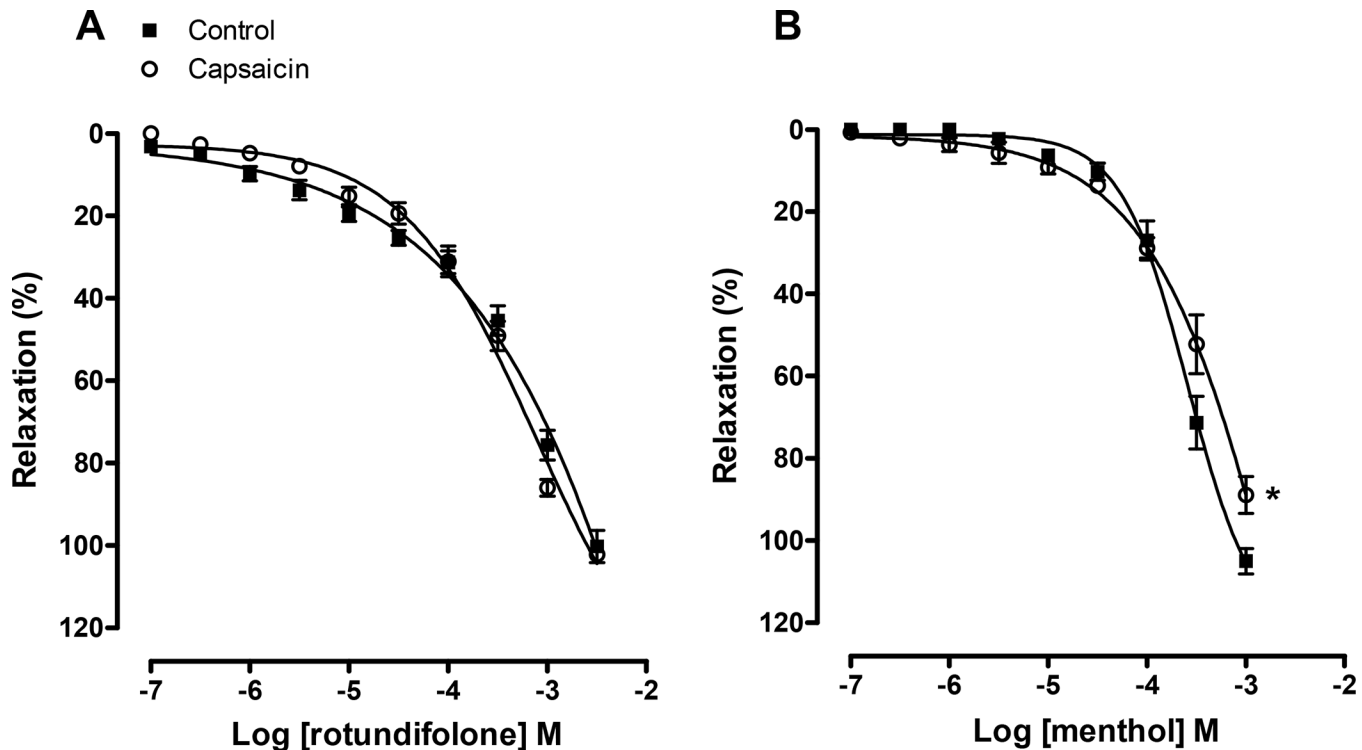 A
Control
Capsaicin
0
20
40
60
80
100
120
Relaxation (%)
-7 -6 -5 -4 -3 -2
Log [rotundifolone] M
B
0
20
40
60
80
100
120
Relaxation (%)
*
-7 -6 -5 -4 -3 -2
Log [menthol] M